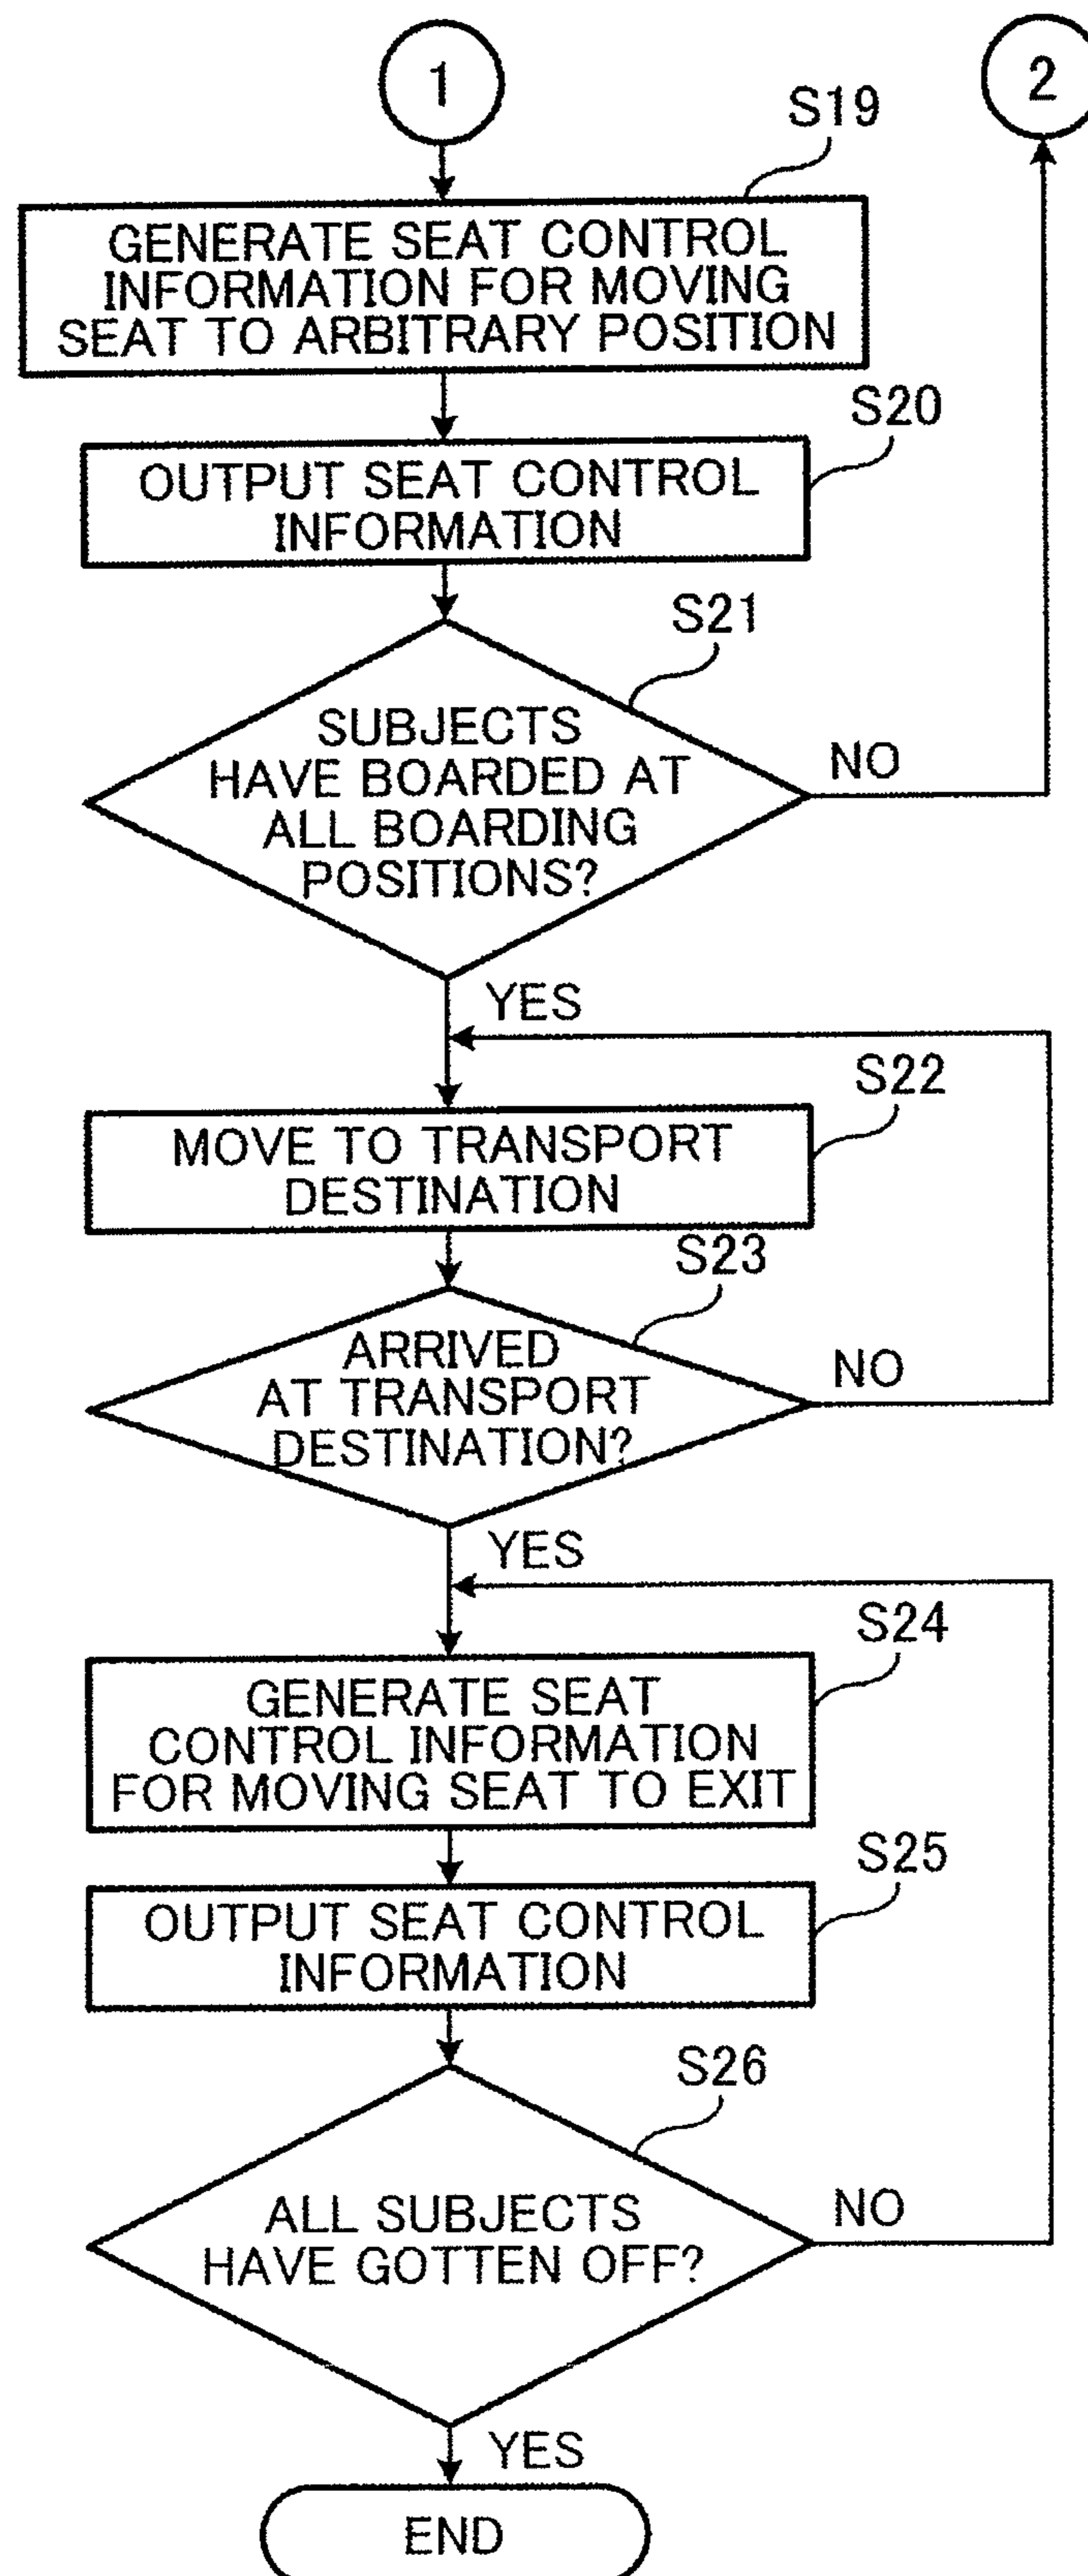 1
2
S19
GENERATE SEAT CONTROL
INFORMATION FOR MOVING
SEAT TO ARBITRARY POSITION
S20
OUTPUT SEAT CONTROL
INFORMATION
S21
SUBJECTS
HAVE BOARDED AT
ALL BOARDING
POSITIONS?
NO
YES
S22
MOVE TO TRANSPORT
DESTINATION
S23
ARRIVED
AT TRANSPORT
DESTINATION?
NO
YES
S24
GENERATE SEAT
CONTROL INFORMATION
FOR MOVING SEAT TO EXIT
S25
OUTPUT SEAT CONTROL
INFORMATION
S26
ALL SUBJECTS
HAVE GOTTEN OFF?
NO
YES
END